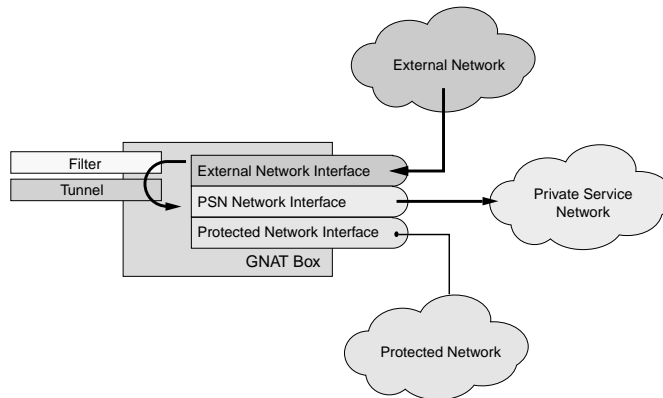 External Network
Filter
External Network Interface
Tunnel
PSN Network Interface
Private Service
Network
Protected Network Interface
GNAT Box
Protected Network